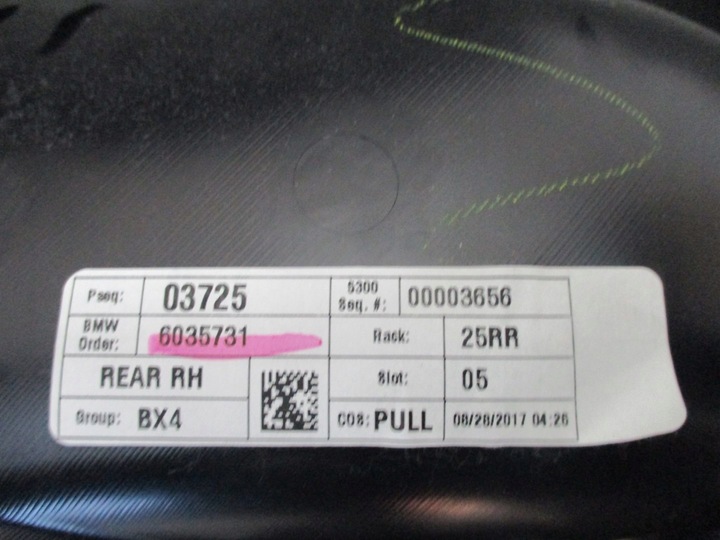 Pseq: 03725 5300 Seq. #: 00003656
BMW Order: 6035731 Rack: 25RR
REAR RH Slot: 05
Group: BX4 COS: PULL 08/28/2017 04:26